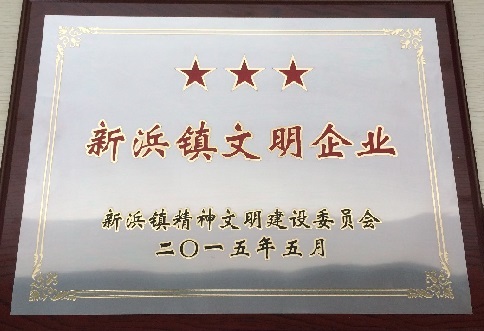 新浜镇文明企业
新浜镇精神文明建设委员会
二〇一五年五月